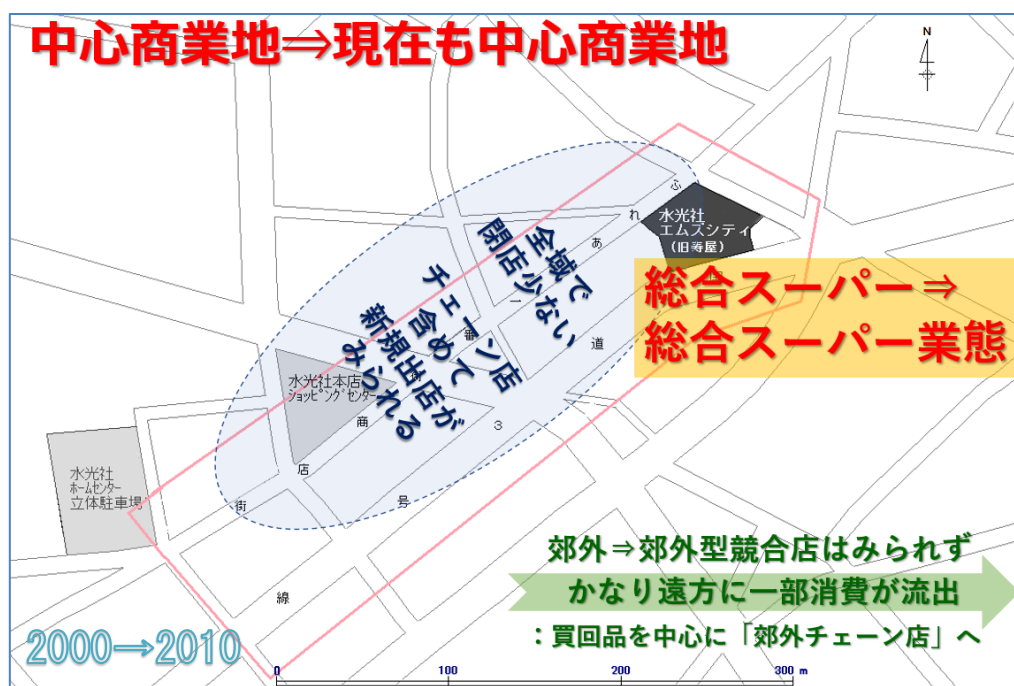 中心商業地⇒現在も中心商業地
N
ふれあ一番街商店街
水光社
エムズシティ
(旧寿屋)
全域で
閉店少ない
チェーン店
含めて
新規出店が
みられる
総合スーパー⇒
総合スーパー業態
道3号線
水光社本店
ショッピングセンター
水光社
ホームセンター
立体駐車場
郊外⇒郊外型競合店はみられず
かなり遠方に一部消費が流出
：買回品を中心に「郊外チェーン店」へ
2000→2010
0 100 200 300 m